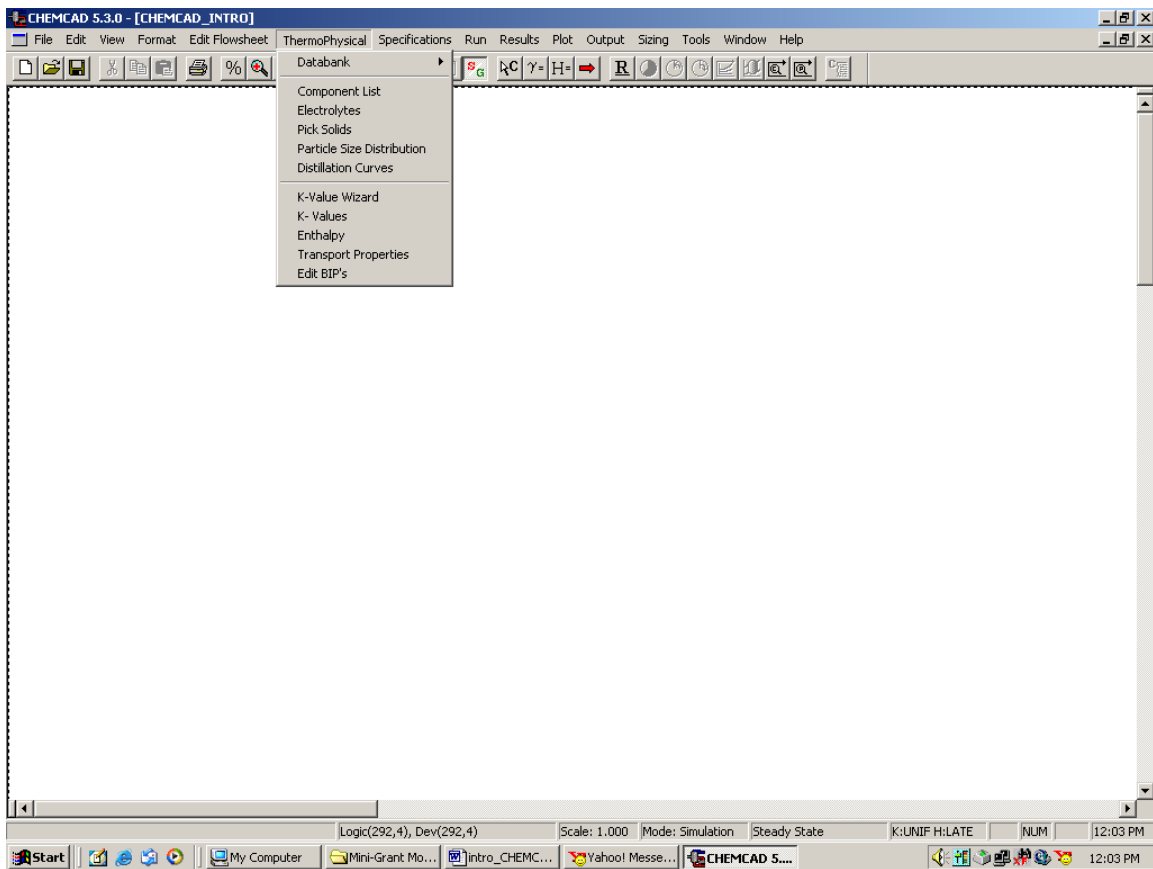 CHEMCAD 5.3.0 - [CHEMCAD_INTRO]
File Edit View Format Edit Flowsheet ThermoPhysical Specifications Run Results Plot Output Sizing Tools Window Help
% S G C γ= H= R
Databank
Component List
Electrolytes
Pick Solids
Particle Size Distribution
Distillation Curves
K-Value Wizard
K- Values
Enthalpy
Transport Properties
Edit BIP's
Logic(292,4), Dev(292,4) Scale: 1.000 Mode: Simulation Steady State K:UNIF H:LATE NUM 12:03 PM
Start My Computer Mini-Grant Mo... intro_CHEMC... Yahoo! Messe... CHEMCAD 5.... 12:03 PM